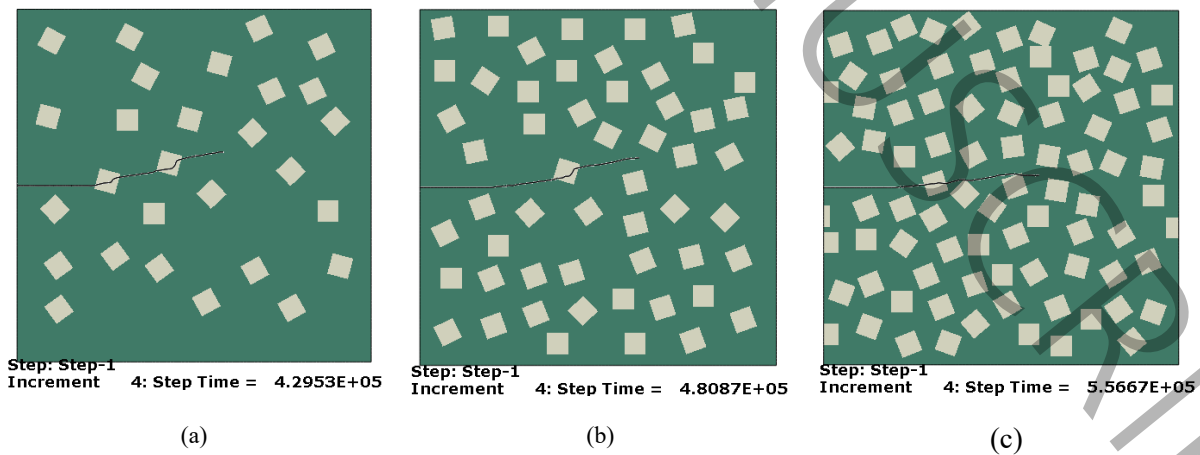 Step: Step-1
Increment 4: Step Time = 4.2953E+05
Step: Step-1
Increment 4: Step Time = 4.8087E+05
Step: Step-1
Increment 4: Step Time = 5.5667E+05
(a)
(b)
(c)